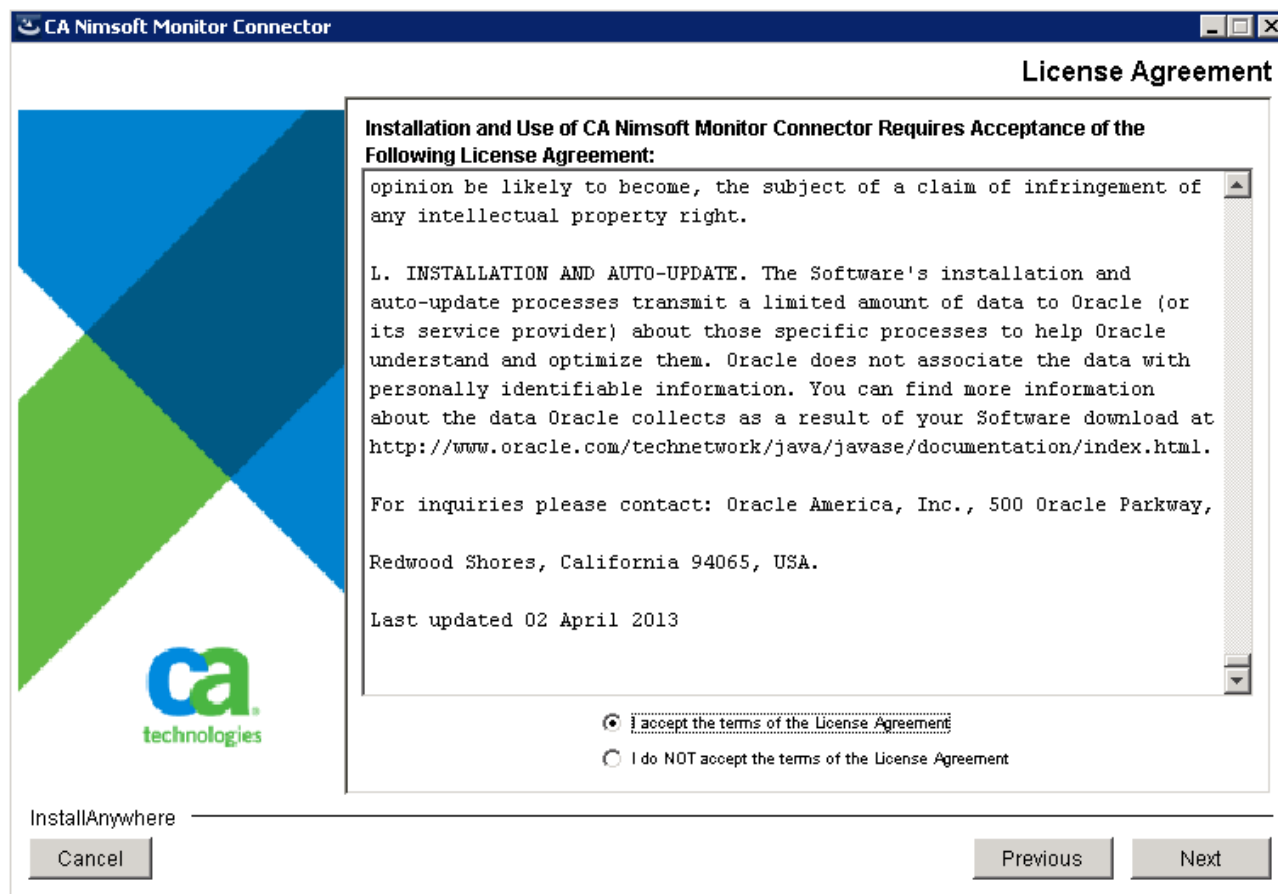 CA Nimsoft Monitor Connector
License Agreement
Installation and Use of CA Nimsoft Monitor Connector Requires Acceptance of the
Following License Agreement:
opinion be likely to become, the subject of a claim of infringement of
any intellectual property right.
L. INSTALLATION AND AUTO-UPDATE. The Software's installation and
auto-update processes transmit a limited amount of data to Oracle (or
its service provider) about those specific processes to help Oracle
understand and optimize them. Oracle does not associate the data with
personally identifiable information. You can find more information
about the data Oracle collects as a result of your Software download at
http://www.oracle.com/technetwork/java/javase/documentation/index.html.
For inquiries please contact: Oracle America, Inc., 500 Oracle Parkway,
Redwood Shores, California 94065, USA.
Last updated 02 April 2013
ca
technologies
I accept the terms of the License Agreement
I do NOT accept the terms of the License Agreement
InstallAnywhere
Cancel
Previous
Next